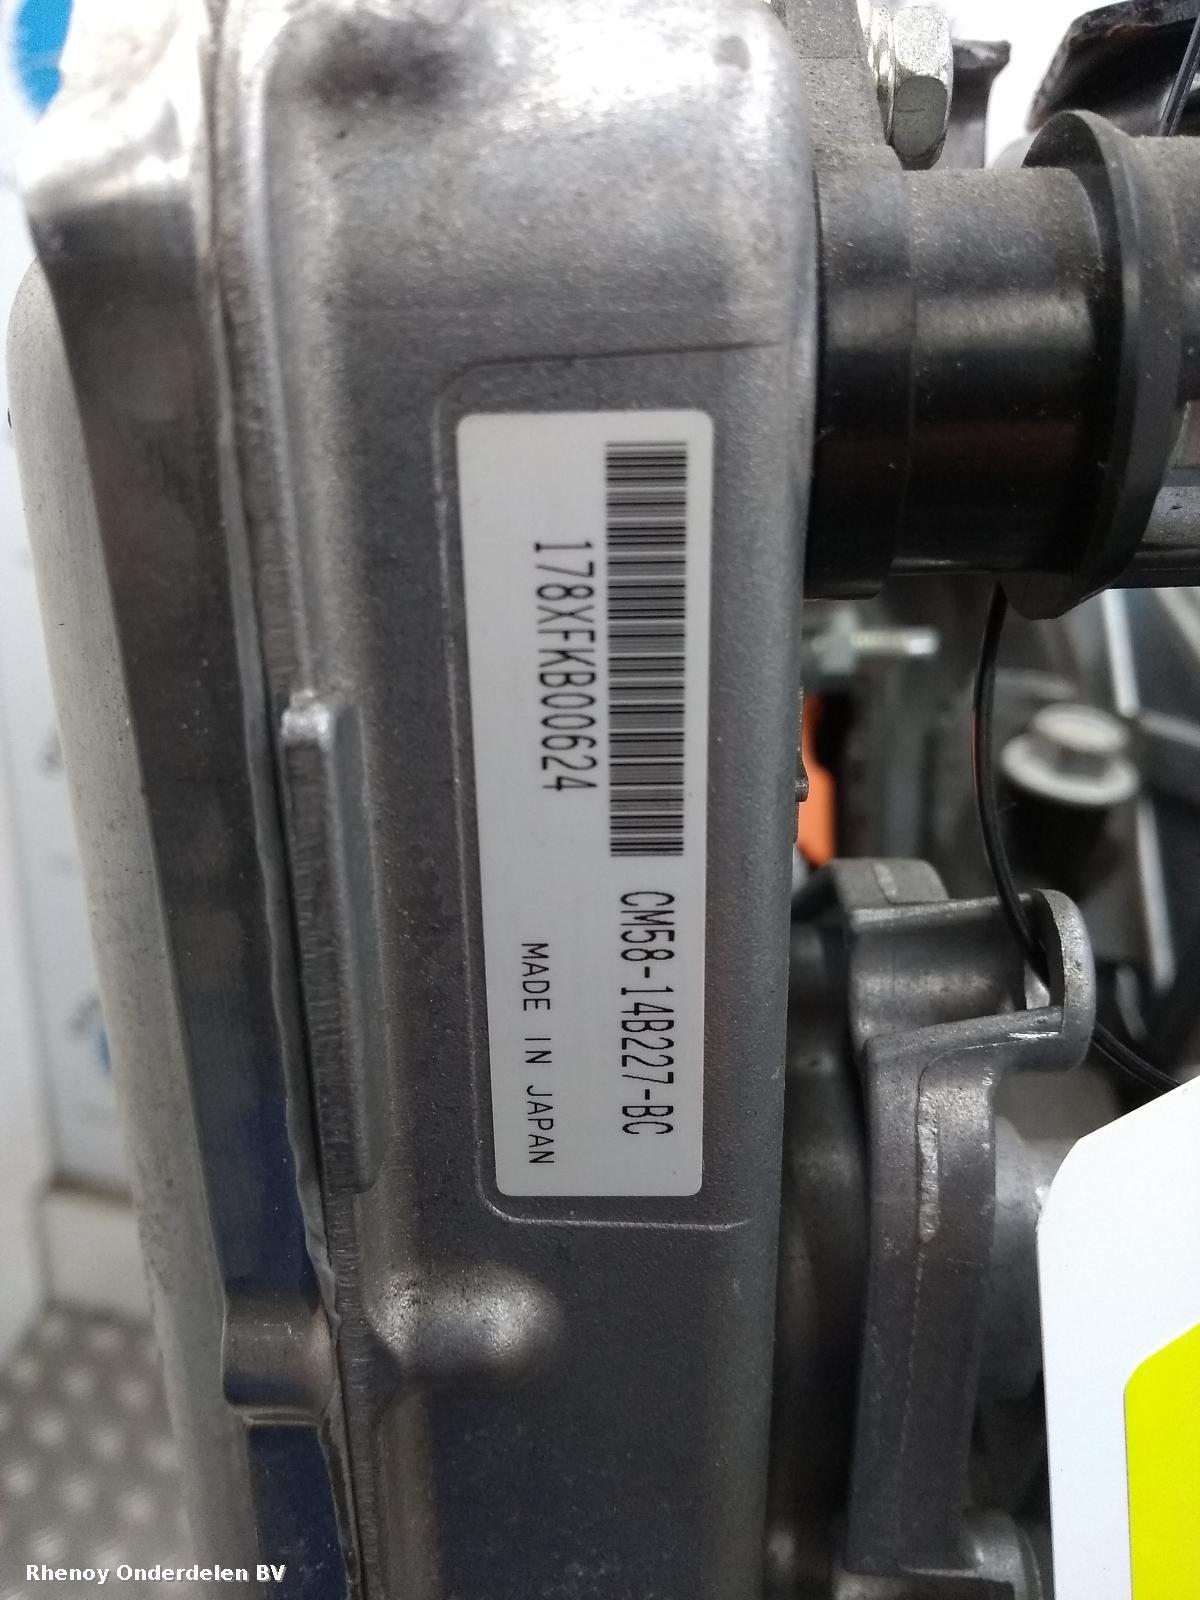 CM58-14B227-BC
178XFKB00624
MADE IN JAPAN
Rhenoy Onderdelen BV